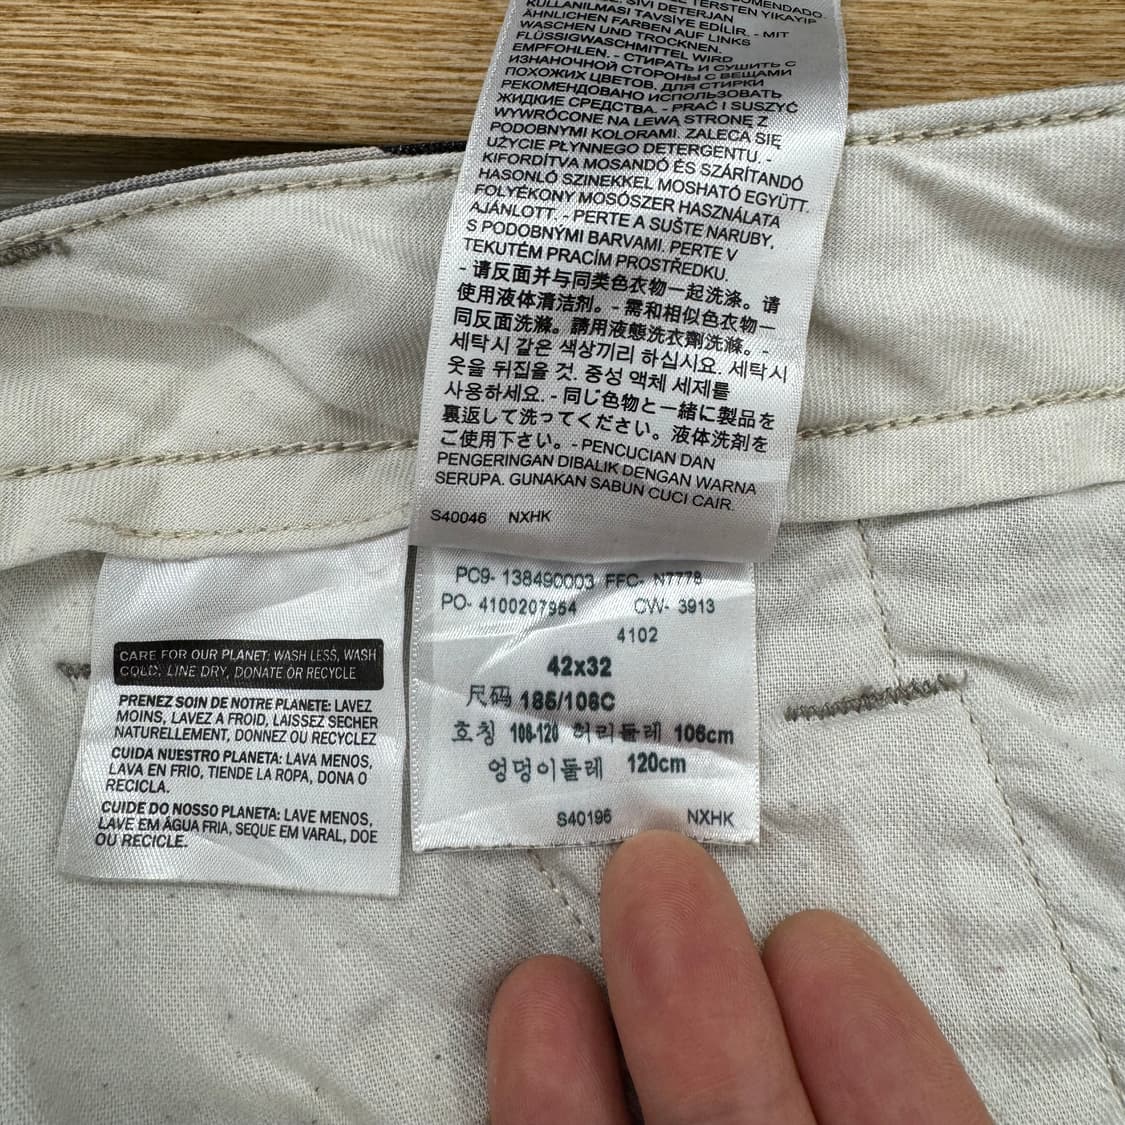 KULLANILMASI TAVSİYE EDİLİR. - MIT
ÄHNLICHEN FARBEN AUF LINKS
WASCHEN UND TROCKNEN.
FLÜSSIGWASCHMITTEL WIRD
EMPFOHLEN. - СТИРАТЬ И СУШИТЬ С
ИЗНАНОЧНОЙ СТОРОНЫ С ВЕЩАМИ
ПОХОЖИХ ЦВЕТОВ. ДЛЯ СТИРКИ
РЕКОМЕНДОВАНО ИСПОЛЬЗОВАТЬ
ЖИДКИЕ СРЕДСТВА. - PRAĆ I SUSZYĆ
WYWRÓCONE NA LEWĄ STRONĘ Z
PODOBNYMI KOLORAMI. ZALECA SIĘ
UŻYCIE PŁYNNEGO DETERGENTU. -
KIFORDÍTVA MOSANDÓ ÉS SZÁRÍTANDÓ
HASONLÓ SZINEKKEL MOSHATÓ EGYÜTT.
FOLYÉKONY MOSÓSZER HASZNÁLATA
AJÁNLOTT. - PERTE A SUŠTE NARUBY,
S PODOBNÝMI BARVAMI. PERTE V
TEKUTÉM PRACÍM PROSTŘEDKU.
- 请反面并与同类色衣物一起洗涤。请
使用液体清洁剂。- 需和相似色衣物一
同反面洗滌。請用液態洗衣劑洗滌。-
세탁시 같은 색상끼리 하십시요. 세탁시
옷을 뒤집을 것. 중성 액체 세제를
사용하세요. - 同じ色物と一緒に製品を
裏返して洗ってください。液体洗剤を
ご使用下さい。- PENCUCIAN DAN
PENGERINGAN DIBALIK DENGAN WARNA
SERUPA. GUNAKAN SABUN CUCI CAIR.
S40046 NXHK
PC9- 138490003 FFC- N7778
PO- 4100207954 CW- 3913
4102
42x32
尺码 185/106C
호칭 106-120 허리둘레 106cm
엉덩이둘레 120cm
S40196 NXHK
CARE FOR OUR PLANET: WASH LESS, WASH
COLD, LINE DRY, DONATE OR RECYCLE
PRENEZ SOIN DE NOTRE PLANETE: LAVEZ
MOINS, LAVEZ A FROID, LAISSEZ SECHER
NATURELLEMENT, DONNEZ OU RECYCLEZ
CUIDA NUESTRO PLANETA: LAVA MENOS,
LAVA EN FRIO, TIENDE LA ROPA, DONA O
RECICLA.
CUIDE DO NOSSO PLANETA: LAVE MENOS,
LAVE EM ÁGUA FRIA, SEQUE EM VARAL, DOE
OU RECICLE.